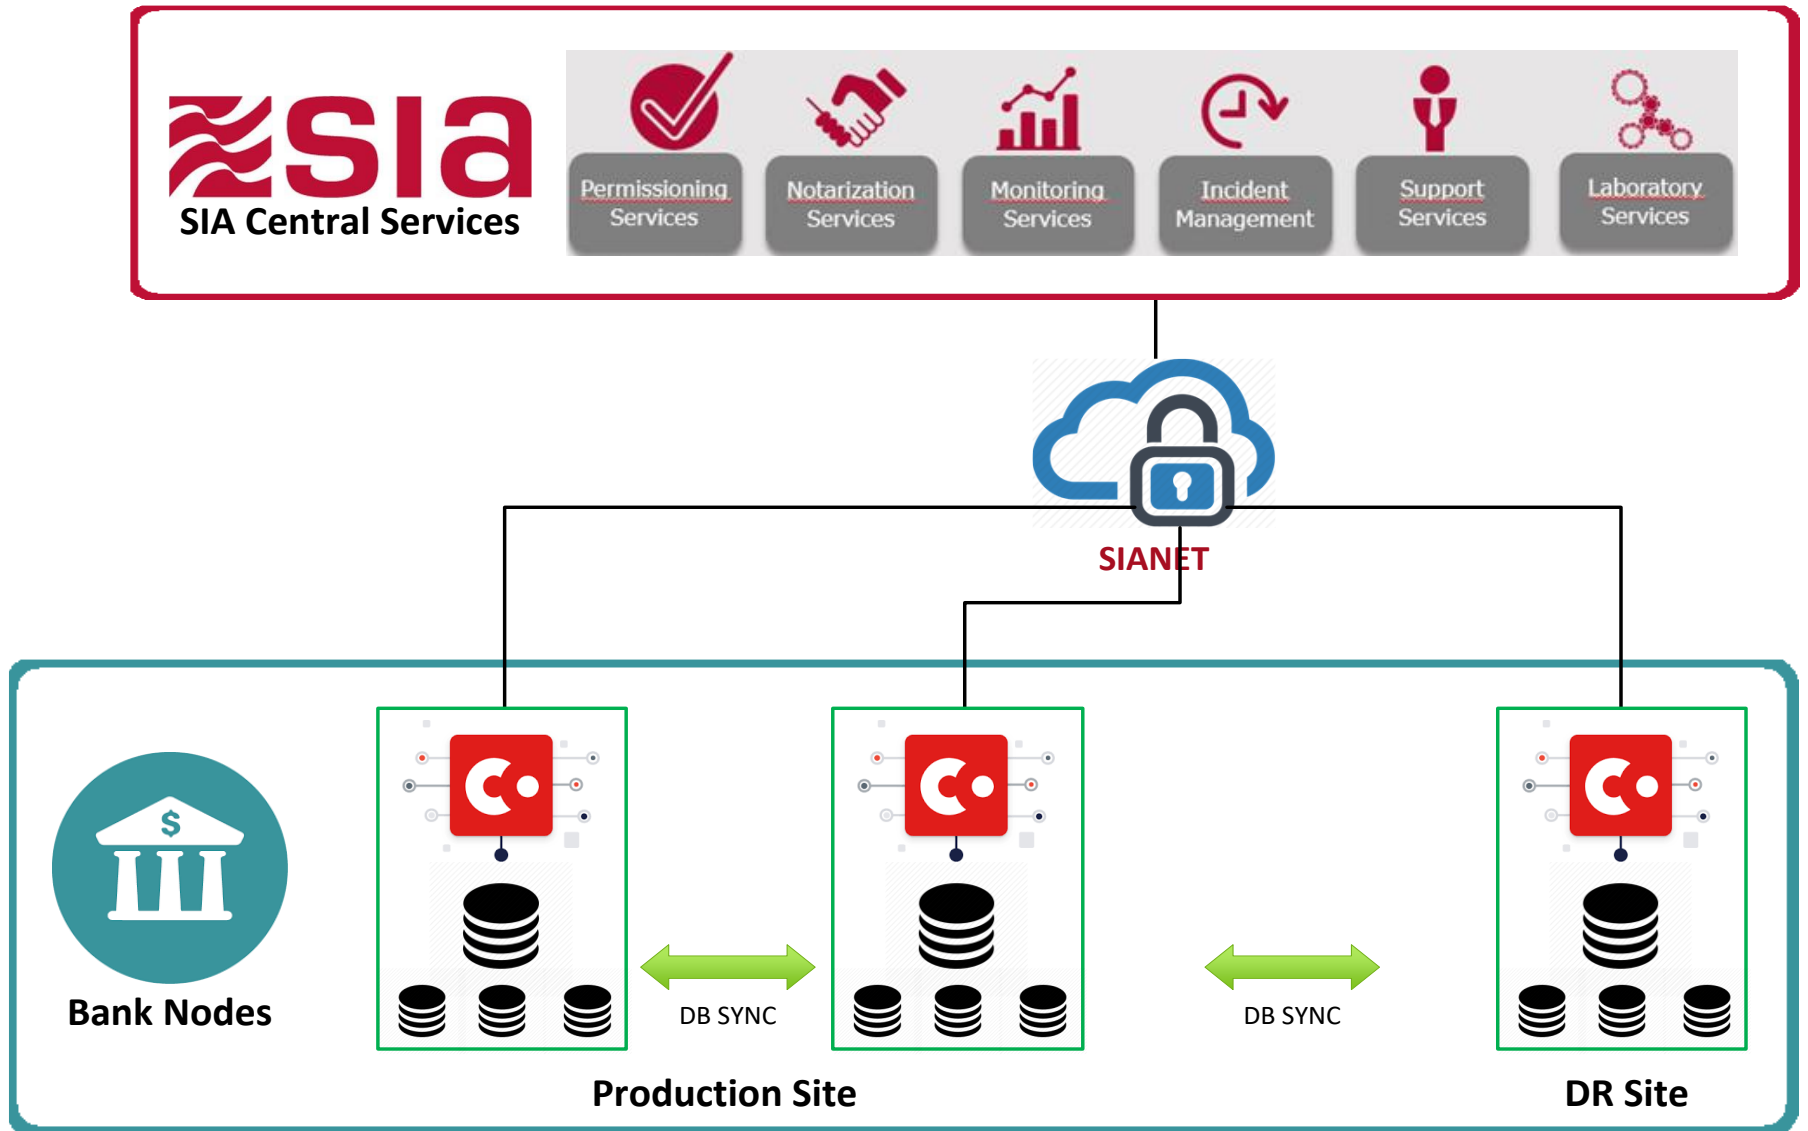 sia
SIA Central Services
Permissioning
Services
Notarization
Services
Monitoring
Services
Incident
Management
Support
Services
Laboratory
Services
SIANET
$
Bank Nodes
DB SYNC
DB SYNC
Production Site
DR Site